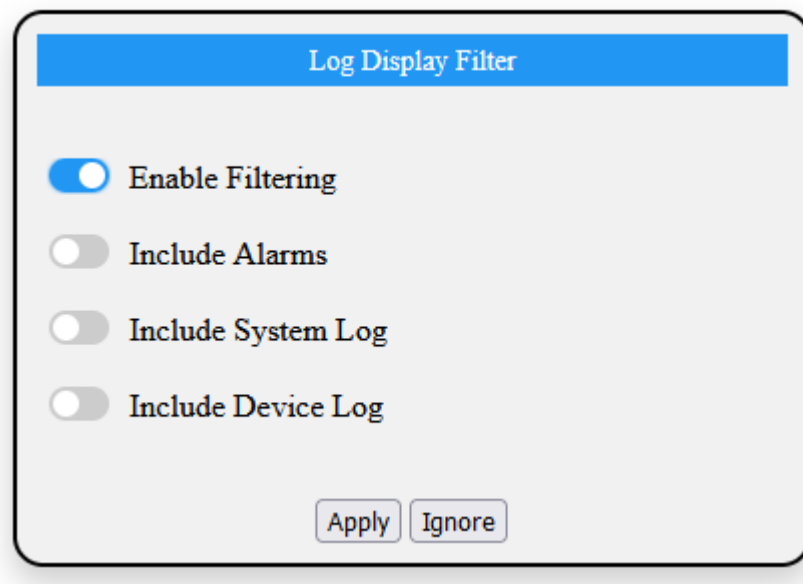 Log Display Filter
Enable Filtering
Include Alarms
Include System Log
Include Device Log
Apply Ignore